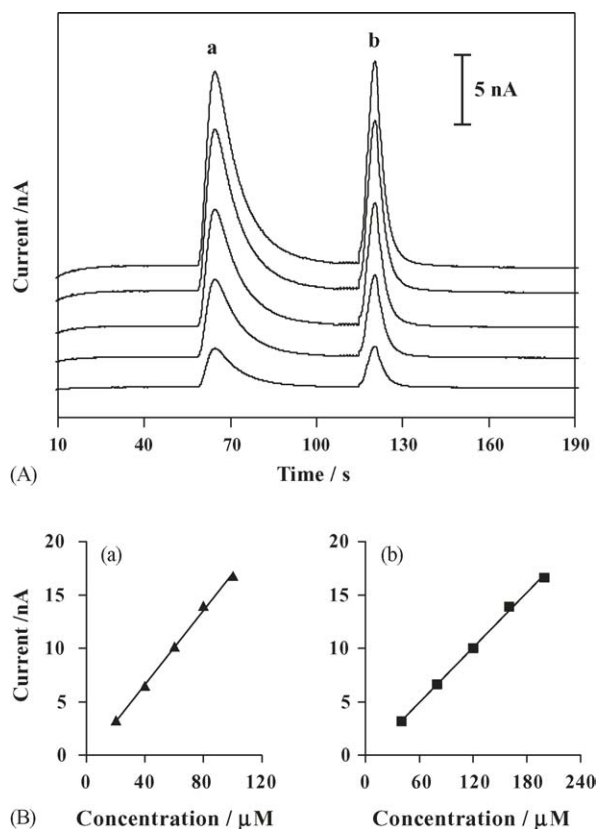 a
b
5 nA
Current /nA
10 40 70 100 130 160 190
Time / s
(A)
(a)
20
15
10
5
0
Current /nA
0 40 80 120
Concentration / µM
(b)
20
15
10
5
0
0 60 120 180 240
Concentration / µM
(B)